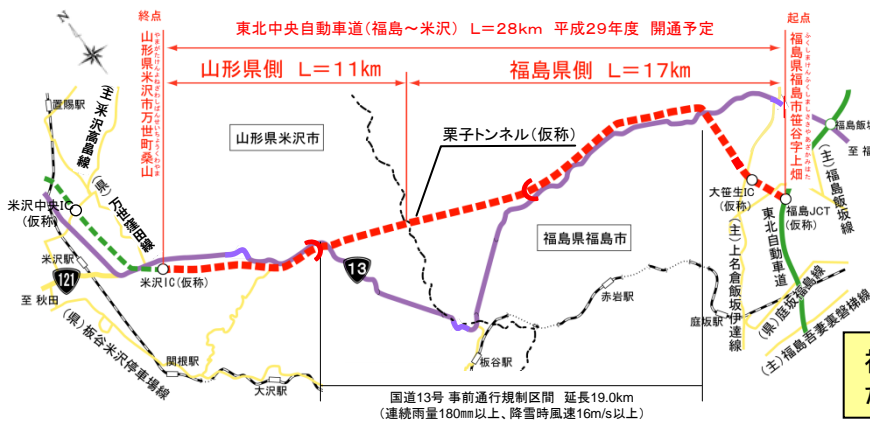 東北中央自動車道(福島～米沢) L＝28km 平成29年度 開通予定
終点
起点
山形県側 L＝11km
福島県側 L＝17km
やまがたけんよねざわしばんせいちょうくわやま
山形県米沢市万世町桑山
ふくしまけんふくしましささやあざかみはた
福島県福島市笹谷字上畑
N
置賜駅
(主)米沢高畠線
(県)万世窪田線
米沢中央IC
(仮称)
米沢駅
121
至 秋田
米沢IC(仮称)
(県)板谷米沢停車場線
関根駅
大沢駅
山形県米沢市
栗子トンネル(仮称)
13
福島県福島市
板谷駅
赤岩駅
庭坂駅
大笹生IC
(仮称)
福島JCT
(仮称)
東北自動車道
(主)上名倉飯坂伊達線
(主)福島飯坂線
福島飯坂
至 福
(県)庭坂福島線
(主)福島吾妻裏磐梯線
国道13号 事前通行規制区間 延長19.0km
(連続雨量180mm以上、降雪時風速16m/s以上)